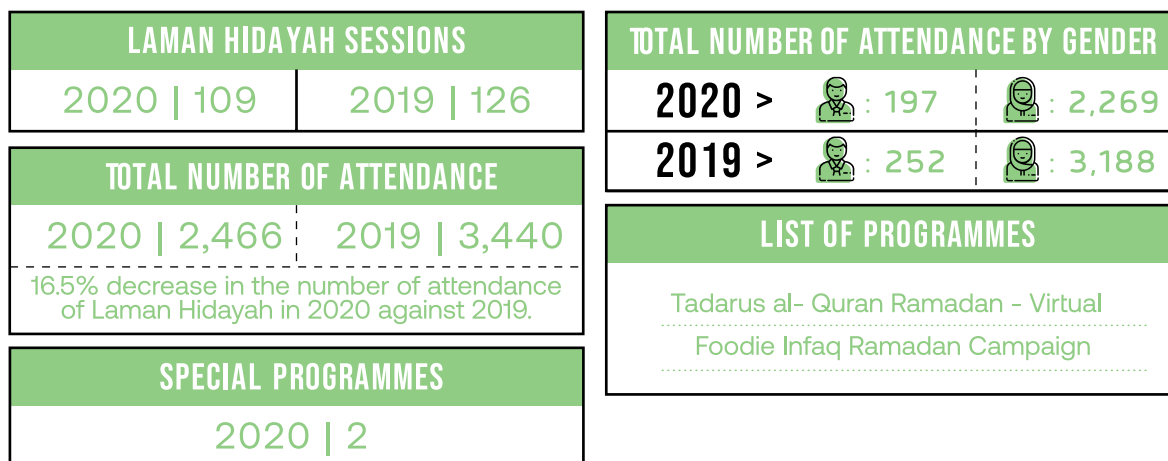 LAMAN HIDAYAH SESSIONS
2020 | 109
2019 | 126
TOTAL NUMBER OF ATTENDANCE
2020 | 2,466
2019 | 3,440
16.5% decrease in the number of attendance
of Laman Hidayah in 2020 against 2019.
SPECIAL PROGRAMMES
2020 | 2
TOTAL NUMBER OF ATTENDANCE BY GENDER
2020 > : 197 : 2,269
2019 > : 252 : 3,188
LIST OF PROGRAMMES
Tadarus al- Quran Ramadan - Virtual
Foodie Infaq Ramadan Campaign